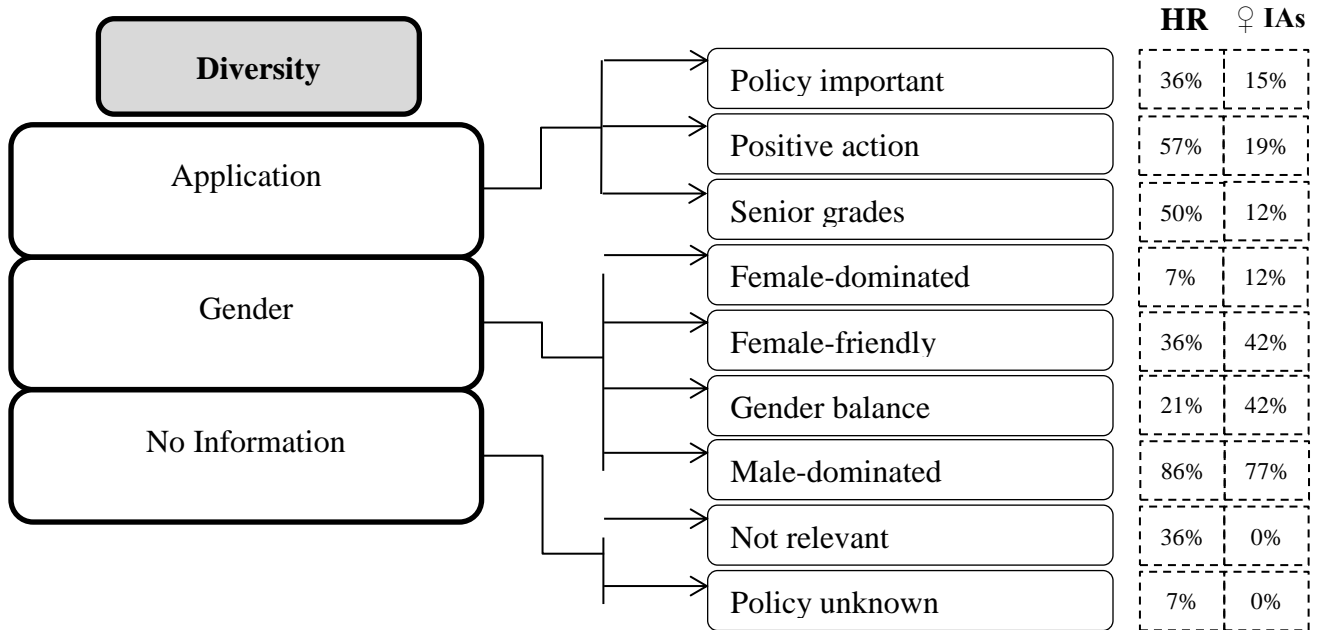 HR ♀ IAs
Diversity
Policy important 36% 15%
Positive action 57% 19%
Application
Senior grades 50% 12%
Female-dominated 7% 12%
Gender
Female-friendly 36% 42%
Gender balance 21% 42%
No Information
Male-dominated 86% 77%
Not relevant 36% 0%
Policy unknown 7% 0%